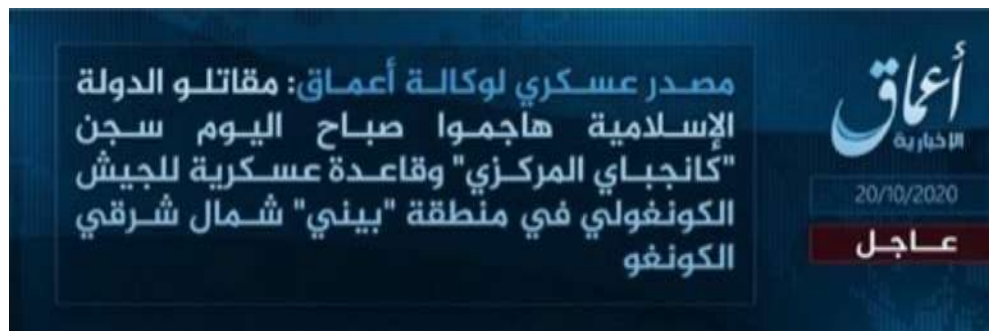 مصدر عسكري لوكالة أعماق: مقاتلو الدولة
الإسلامية هاجموا صباح اليوم سجن
"كانجباي المركزي" وقاعدة عسكرية للجيش
الكونغولي في منطقة "بيني" شمال شرقي
الكونغو
أعماق
الإخبارية
20/10/2020
عاجل